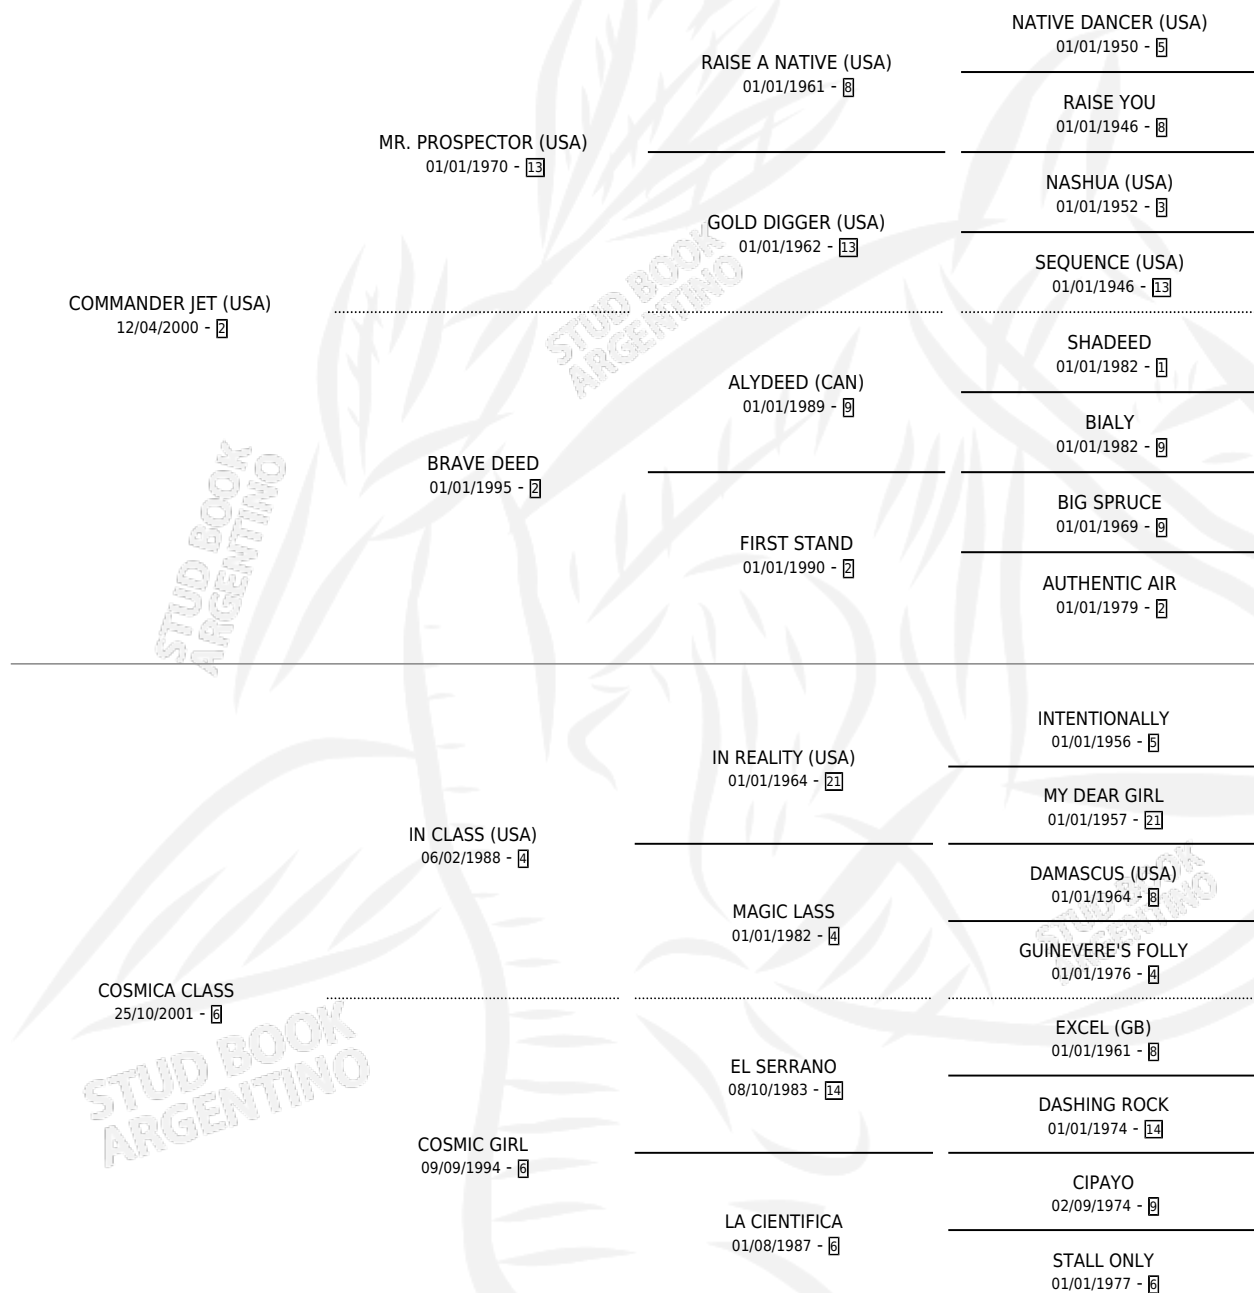 NATIVE DANCER (USA)
01/01/1950 - 5
RAISE A NATIVE (USA)
01/01/1961 - 8
RAISE YOU
01/01/1946 - 8
MR. PROSPECTOR (USA)
01/01/1970 - 13
NASHUA (USA)
01/01/1952 - 3
GOLD DIGGER (USA)
01/01/1962 - 13
SEQUENCE (USA)
01/01/1946 - 13
COMMANDER JET (USA)
12/04/2000 - 2
SHADEED
01/01/1982 - 1
ALYDEED (CAN)
01/01/1989 - 9
BIALY
01/01/1982 - 9
BRAVE DEED
01/01/1995 - 2
BIG SPRUCE
01/01/1969 - 9
FIRST STAND
01/01/1990 - 2
AUTHENTIC AIR
01/01/1979 - 2
INTENTIONALLY
01/01/1956 - 5
IN REALITY (USA)
01/01/1964 - 21
MY DEAR GIRL
01/01/1957 - 21
IN CLASS (USA)
06/02/1988 - 4
DAMASCUS (USA)
01/01/1964 - 8
MAGIC LASS
01/01/1982 - 4
GUINEVERE'S FOLLY
01/01/1976 - 4
COSMICA CLASS
25/10/2001 - 6
EXCEL (GB)
01/01/1961 - 8
EL SERRANO
08/10/1983 - 14
DASHING ROCK
01/01/1974 - 14
COSMIC GIRL
09/09/1994 - 6
CIPAYO
02/09/1974 - 9
LA CIENTIFICA
01/08/1987 - 6
STALL ONLY
01/01/1977 - 6
STUD BOOK
ARGENTINO
STUD BOOK
ARGENTINO
STUD BOOK
ARGENTINO
STUD BOOK
ARGENTINO